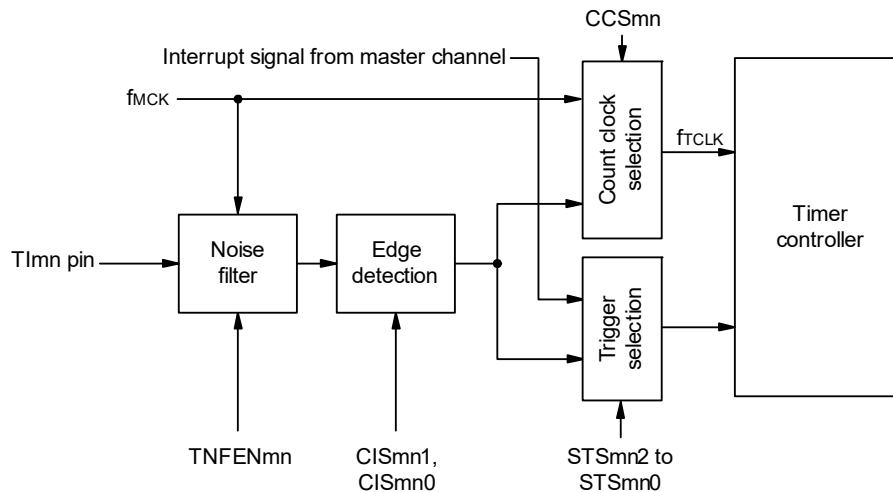 CCSmn
Interrupt signal from master channel
fMCK
Count clock
selection
fTCLK
Timer
controller
TImn pin
Noise
filter
Edge
detection
Trigger
selection
TNFENmn
CISmn1,
CISmn0
STSmn2 to
STSmn0